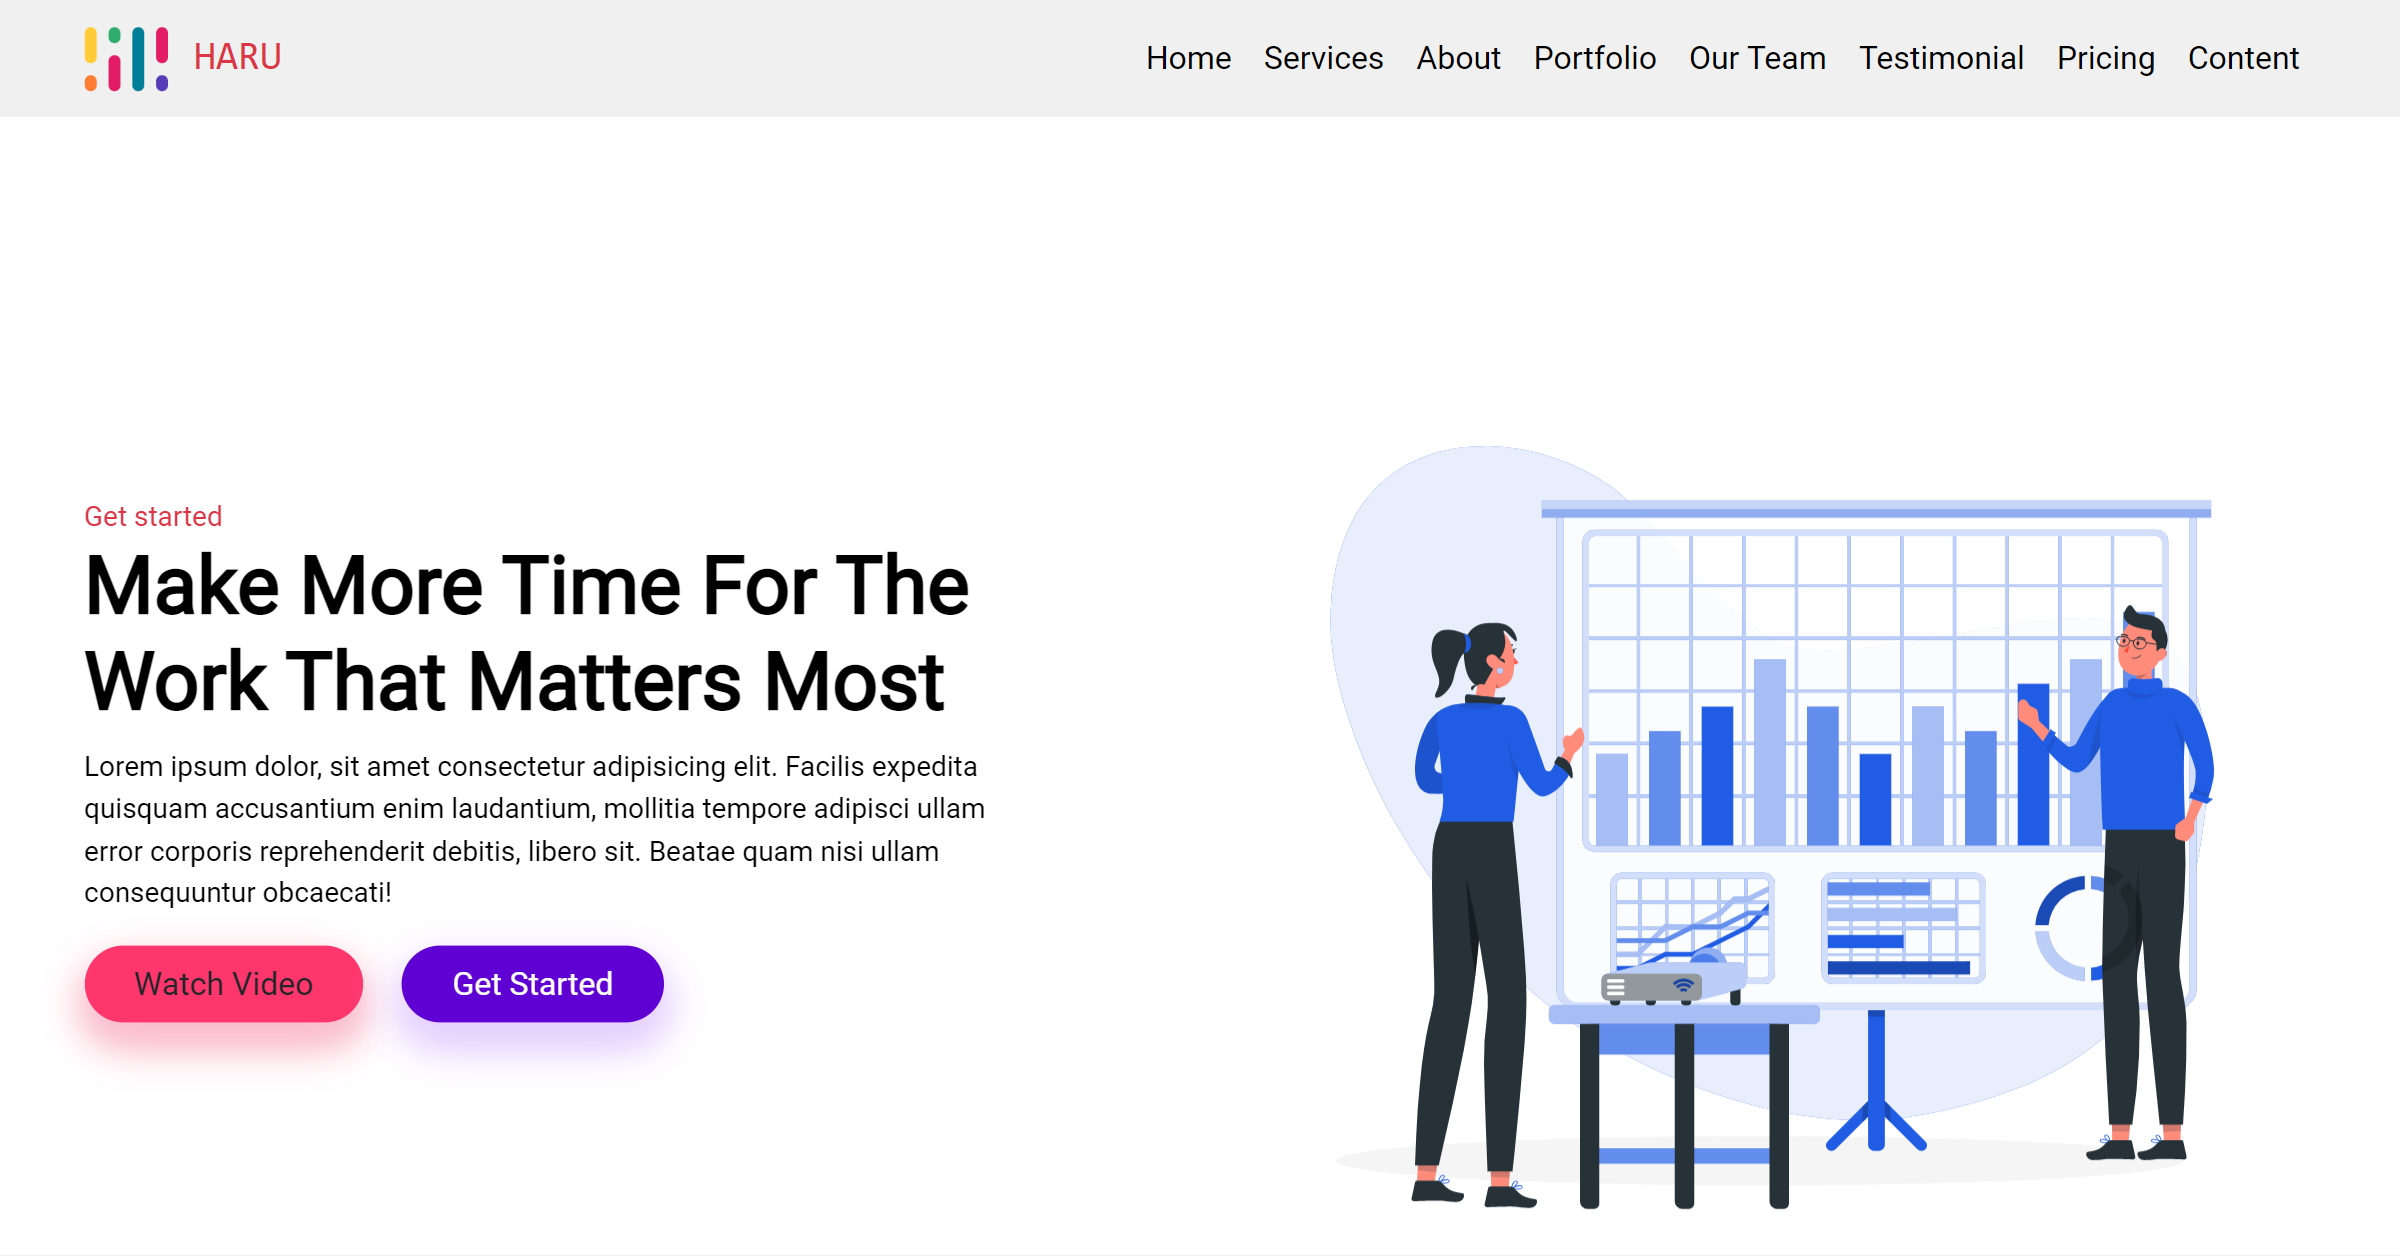 HARU
Home Services About Portfolio Our Team Testimonial Pricing Content
Get started
Make More Time For The
Work That Matters Most
Lorem ipsum dolor, sit amet consectetur adipisicing elit. Facilis expedita
quisquam accusantium enim laudantium, mollitia tempore adipisci ullam
error corporis reprehenderit debitis, libero sit. Beatae quam nisi ullam
consequuntur obcaecati!
Watch Video
Get Started